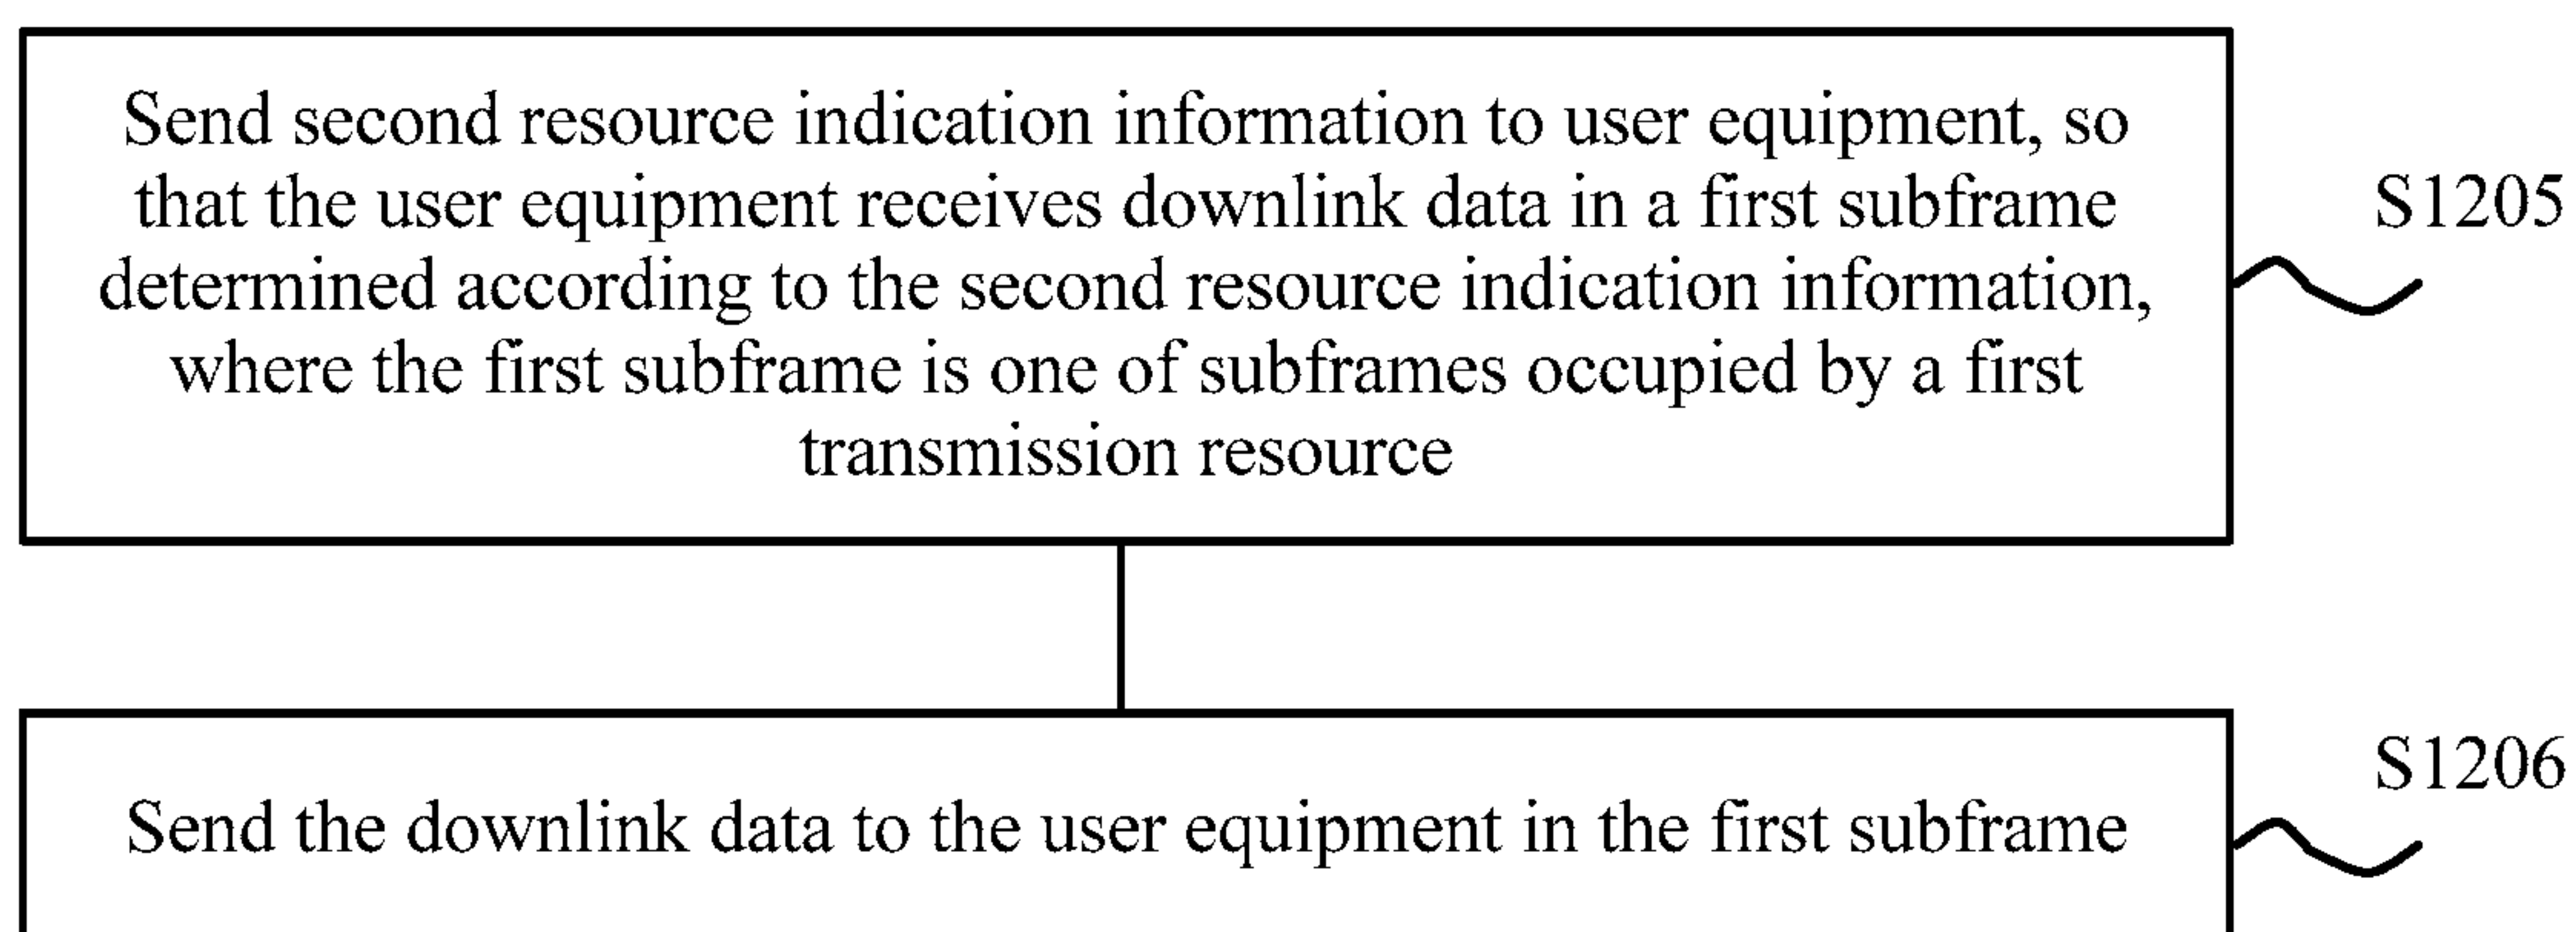 Send second resource indication information to user equipment, so
that the user equipment receives downlink data in a first subframe
S1205
determined according to the second resource indication information,
where the first subframe is one of subframes occupied by a first
transmission resource
S1206
Send the downlink data to the user equipment in the first subframe